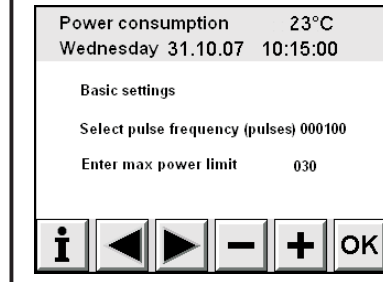 Power consumption 23°C
Wednesday 31.10.07 10:15:00
Basic settings
Select pulse frequency (pulses) 000100
Enter max power limit 030
i - + OK